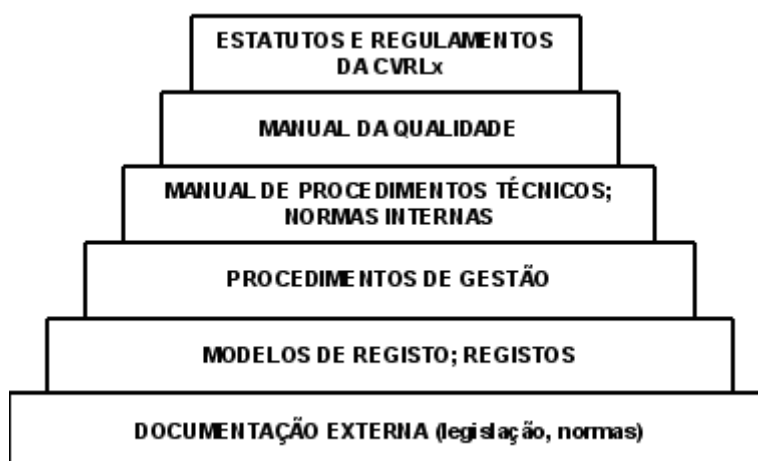 ESTATUTOS E REGULAMENTOS
DA CVRLx
MANUAL DA QUALIDADE
MANUAL DE PROCEDIMENTOS TÉCNICOS;
NORMAS INTERNAS
PROCEDIMENTOS DE GESTÃO
MODELOS DE REGISTO; REGISTOS
DOCUMENTAÇÃO EXTERNA (legislação, normas)